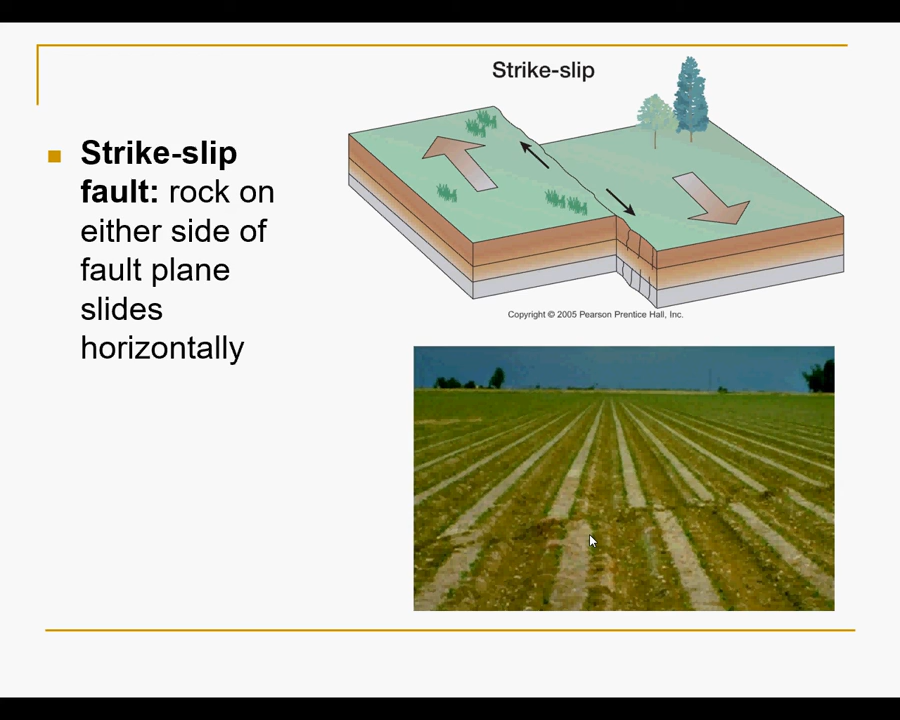 Strike-slip
Strike-slip
fault: rock on
either side of
fault plane
slides
horizontally
Copyright © 2005 Pearson Prentice Hall, Inc.